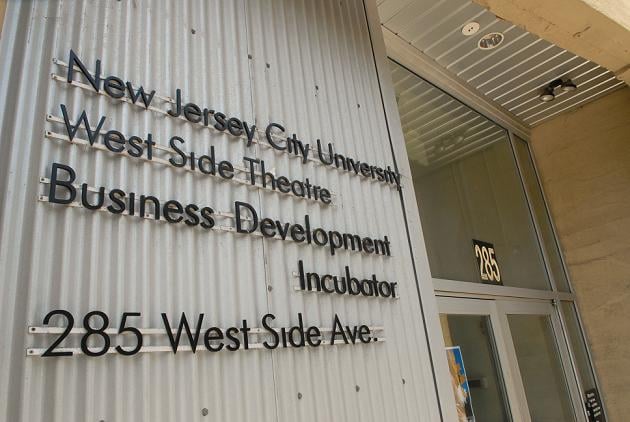 New Jersey City University
West Side Theatre
Business Development
Incubator
285 West Side Ave.
285